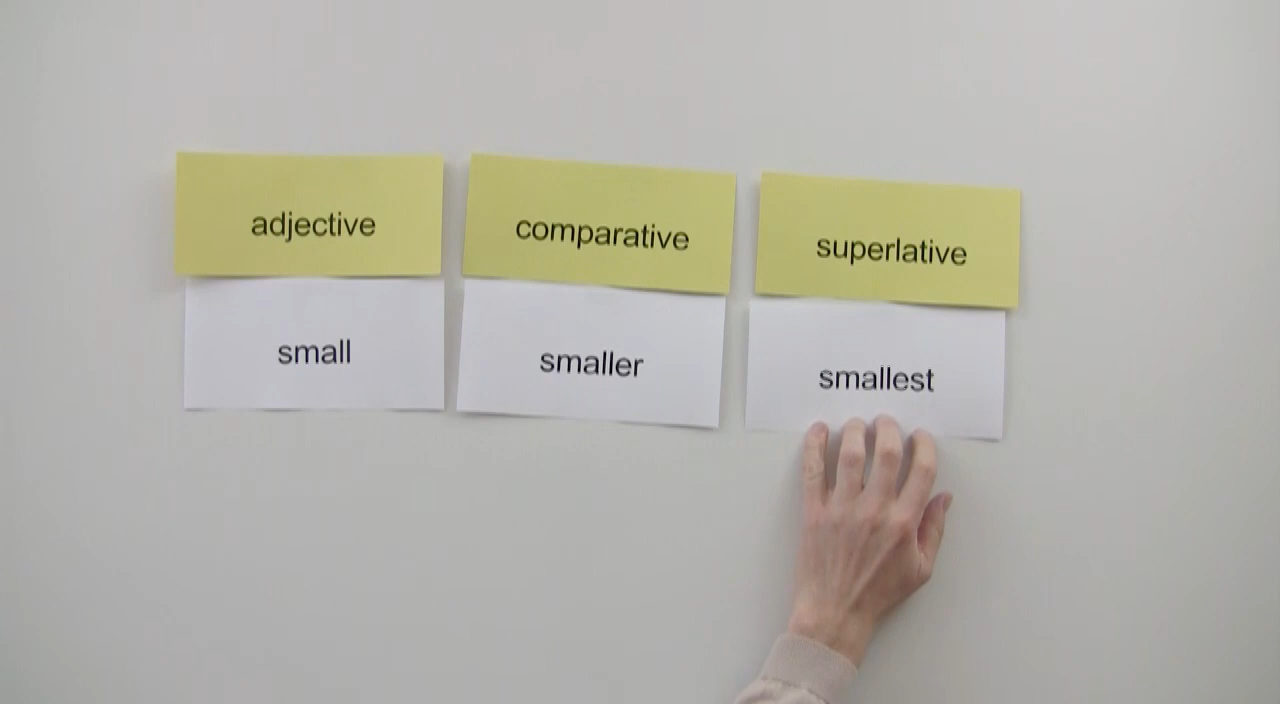 adjective
comparative
superlative
small
smaller
smallest